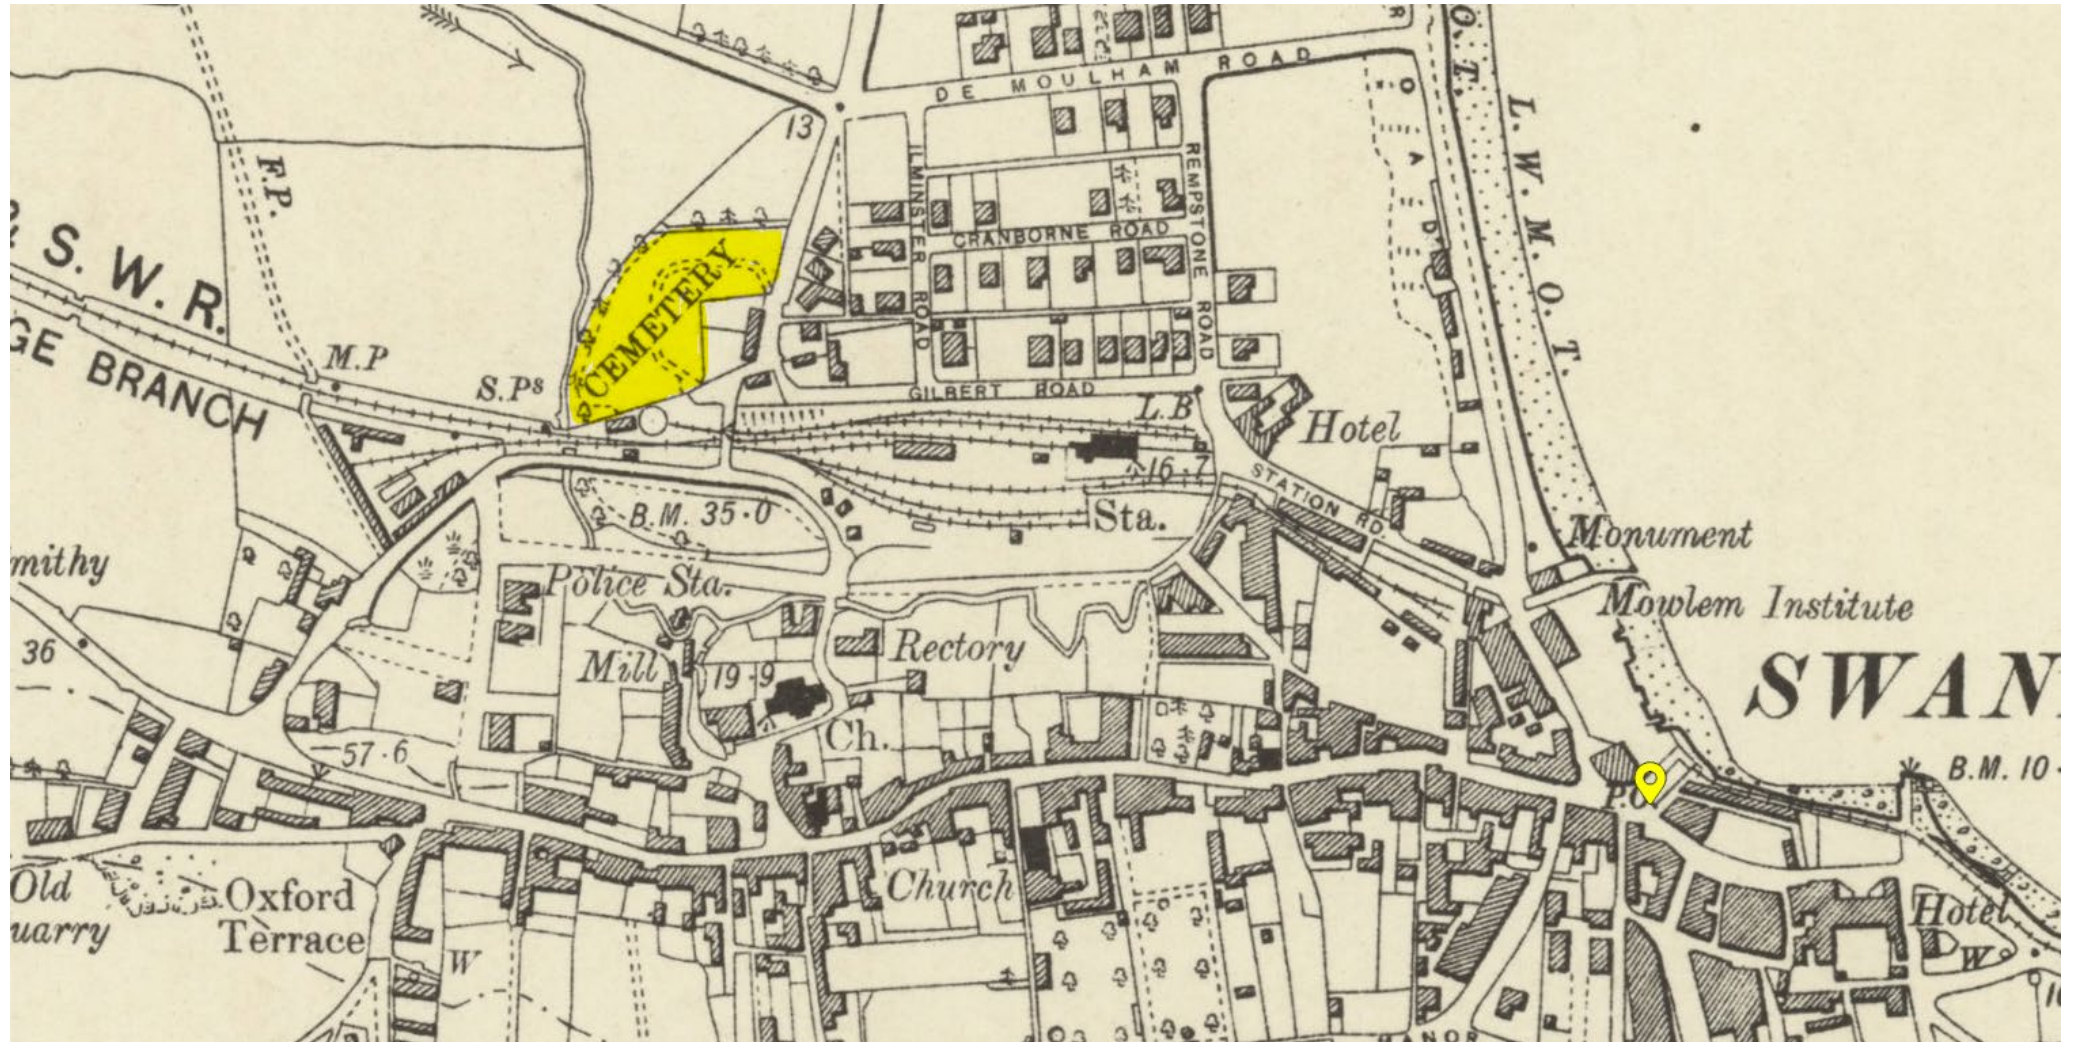 O. T.
DE MOULHAM ROAD
13
L. W. M. O. T.
F.P.
ILMINSTER ROAD
REMPSTONE ROAD
CRANBORNE ROAD
ROAD
CEMETERY
& S. W. R.
GE BRANCH
M.P
S.Ps
GILBERT ROAD
L.B
Hotel
16·7
STATION RD.
B.M. 35·0
Sta.
Monument
mithy
Police Sta.
Mowlem Institute
36
Mill
19·9
Rectory
SWAN
Ch.
57·6
B.M. 10·
P.O.
Old
uarry
Oxford
Terrace
Church
Hotel
W
W
ANOR